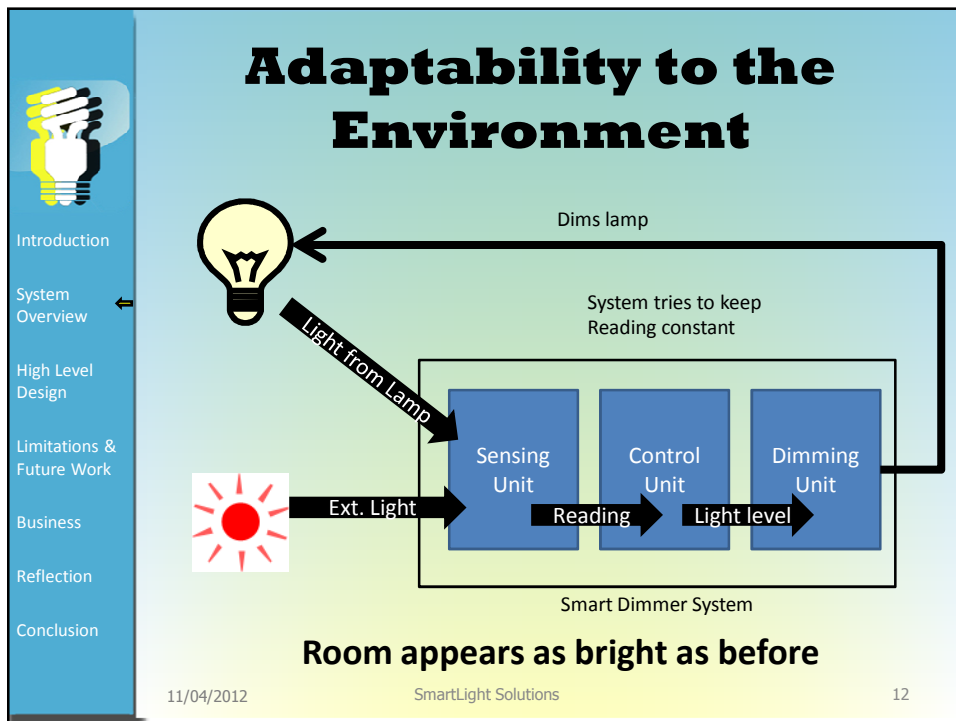 Adaptability to the
Environment
Introduction
System
Overview
High Level
Design
Limitations &
Future Work
Business
Reflection
Conclusion
Dims lamp
System tries to keep
Reading constant
Light from Lamp
Ext. Light
Sensing
Unit
Reading
Control
Unit
Light level
Dimming
Unit
Smart Dimmer System
Room appears as bright as before
11/04/2012
SmartLight Solutions
12